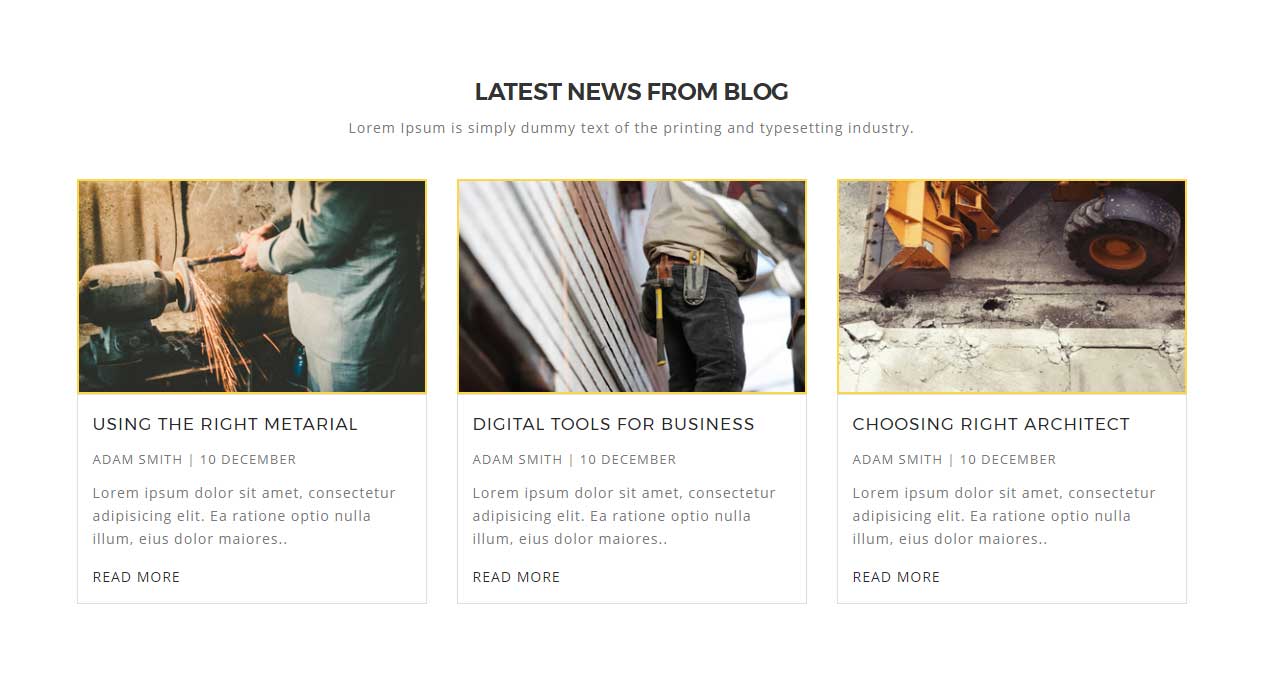 LATEST NEWS FROM BLOG
Lorem Ipsum is simply dummy text of the printing and typesetting industry.
USING THE RIGHT METARIAL
ADAM SMITH | 10 DECEMBER
Lorem ipsum dolor sit amet, consectetur
adipisicing elit. Ea ratione optio nulla
illum, eius dolor maiores..
READ MORE
DIGITAL TOOLS FOR BUSINESS
ADAM SMITH | 10 DECEMBER
Lorem ipsum dolor sit amet, consectetur
adipisicing elit. Ea ratione optio nulla
illum, eius dolor maiores..
READ MORE
CHOOSING RIGHT ARCHITECT
ADAM SMITH | 10 DECEMBER
Lorem ipsum dolor sit amet, consectetur
adipisicing elit. Ea ratione optio nulla
illum, eius dolor maiores..
READ MORE